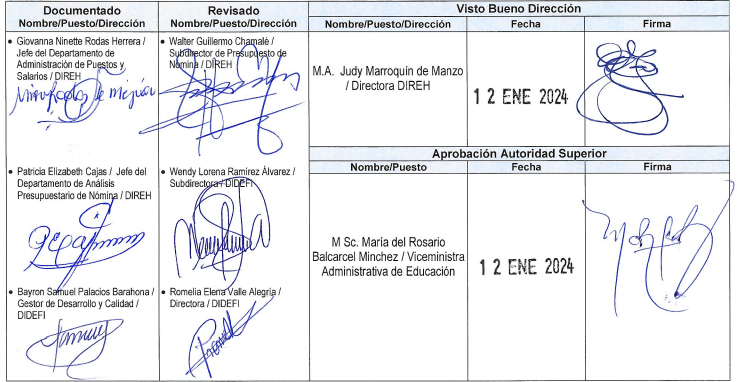 Documentado
Nombre/Puesto/Dirección
• Giovanna Ninette Rodas Herrera /
Jefe del Departamento de
Administración de Puestos y
Salarios / DIREH
• Patricia Elizabeth Cajas / Jefe del
Departamento de Análisis
Presupuestario de Nómina / DIREH
• Bayron Samuel Palacios Barahona /
Gestor de Desarrollo y Calidad /
DIDEFI
Revisado
Nombre/Puesto/Dirección
• Walter Guillermo Chamalé /
Subdirector de Presupuesto de
Nómina / DIREH
• Wendy Lorena Ramírez Álvarez /
Subdirectora / DIDEFI
• Romelia Elena Valle Alegria /
Directora / DIDEFI
Visto Bueno Dirección
Nombre/Puesto/Dirección Fecha Firma
M.A. Judy Marroquín de Manzo
/ Directora DIREH
12 ENE 2024
Aprobación Autoridad Superior
Nombre/Puesto Fecha Firma
M Sc. María del Rosario
Balcarcel Minchez / Viceministra
Administrativa de Educación
12 ENE 2024